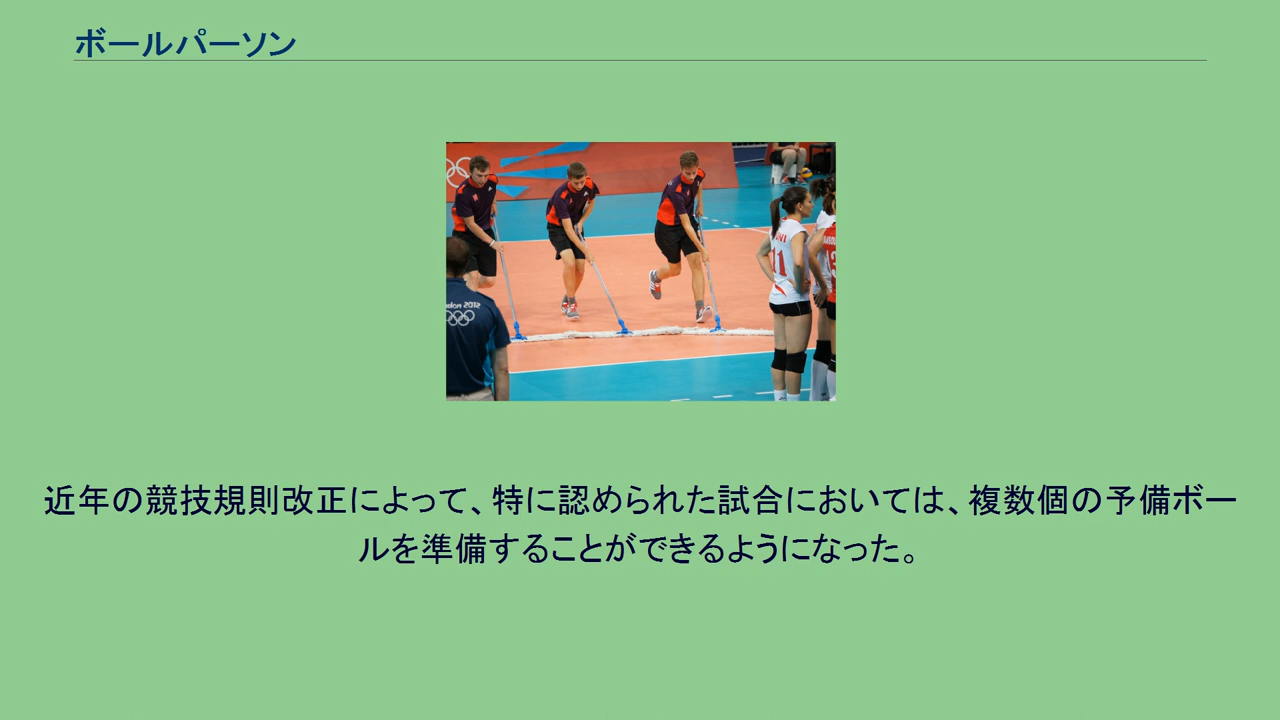 ボールパーソン
London 2012
11
近年の競技規則改正によって、特に認められた試合においては、複数個の予備ボー
ルを準備することができるようになった。